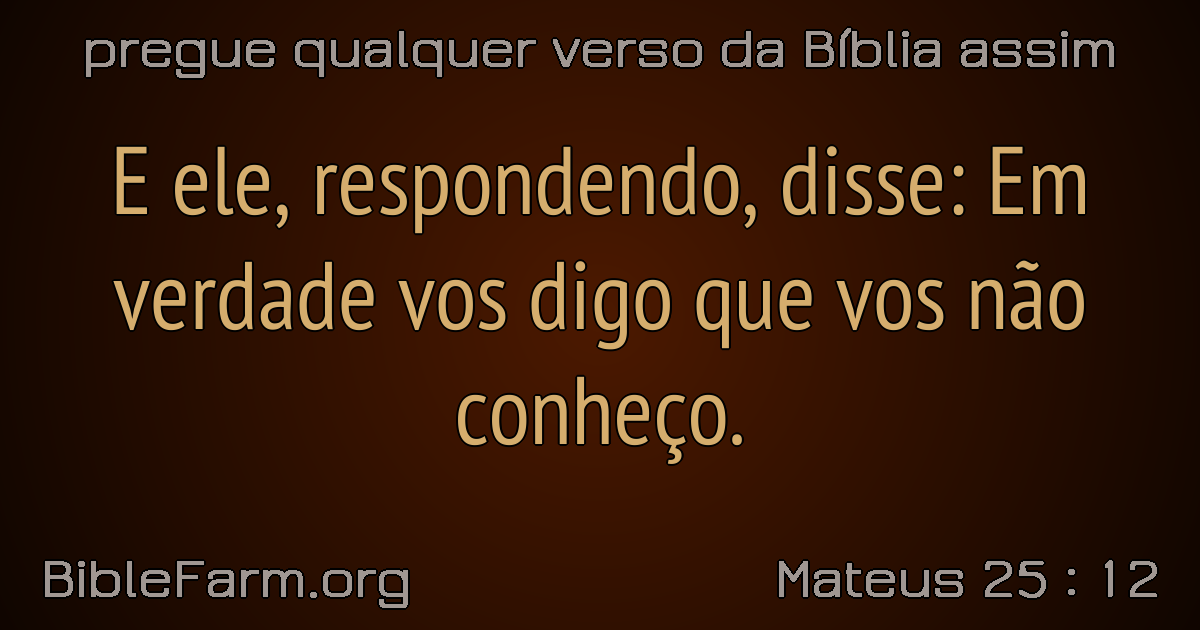 pregue qualquer verso da Bíblia assim
E ele, respondendo, disse: Em
verdade vos digo que vos não
conheço.
BibleFarm.org
Mateus 25 : 12